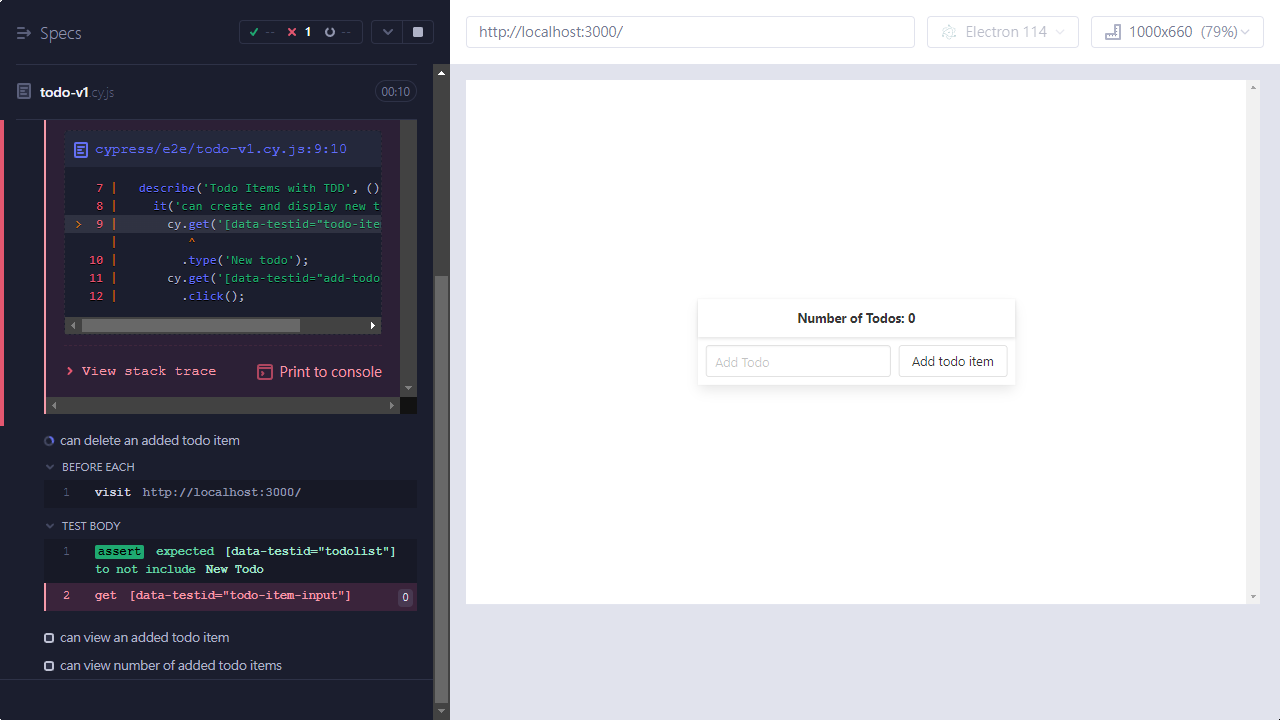 Specs
-- 1 --
todo-v1.cy.js
00:10
cypress/e2e/todo-v1.cy.js:9:10
7 | describe('Todo Items with TDD', ()
8 | it('can create and display new t
> 9 | cy.get('[data-testid="todo-ite
| ^
10 | .type('New todo');
11 | cy.get('[data-testid="add-todo
12 | .click();
> View stack trace
Print to console
can delete an added todo item
BEFORE EACH
1 visit http://localhost:3000/
TEST BODY
1 assert expected [data-testid="todolist"]
to not include New Todo
2 get [data-testid="todo-item-input"] 0
can view an added todo item
can view number of added todo items
http://localhost:3000/
Electron 114
1000x660 (79%)
Number of Todos: 0
Add Todo
Add todo item